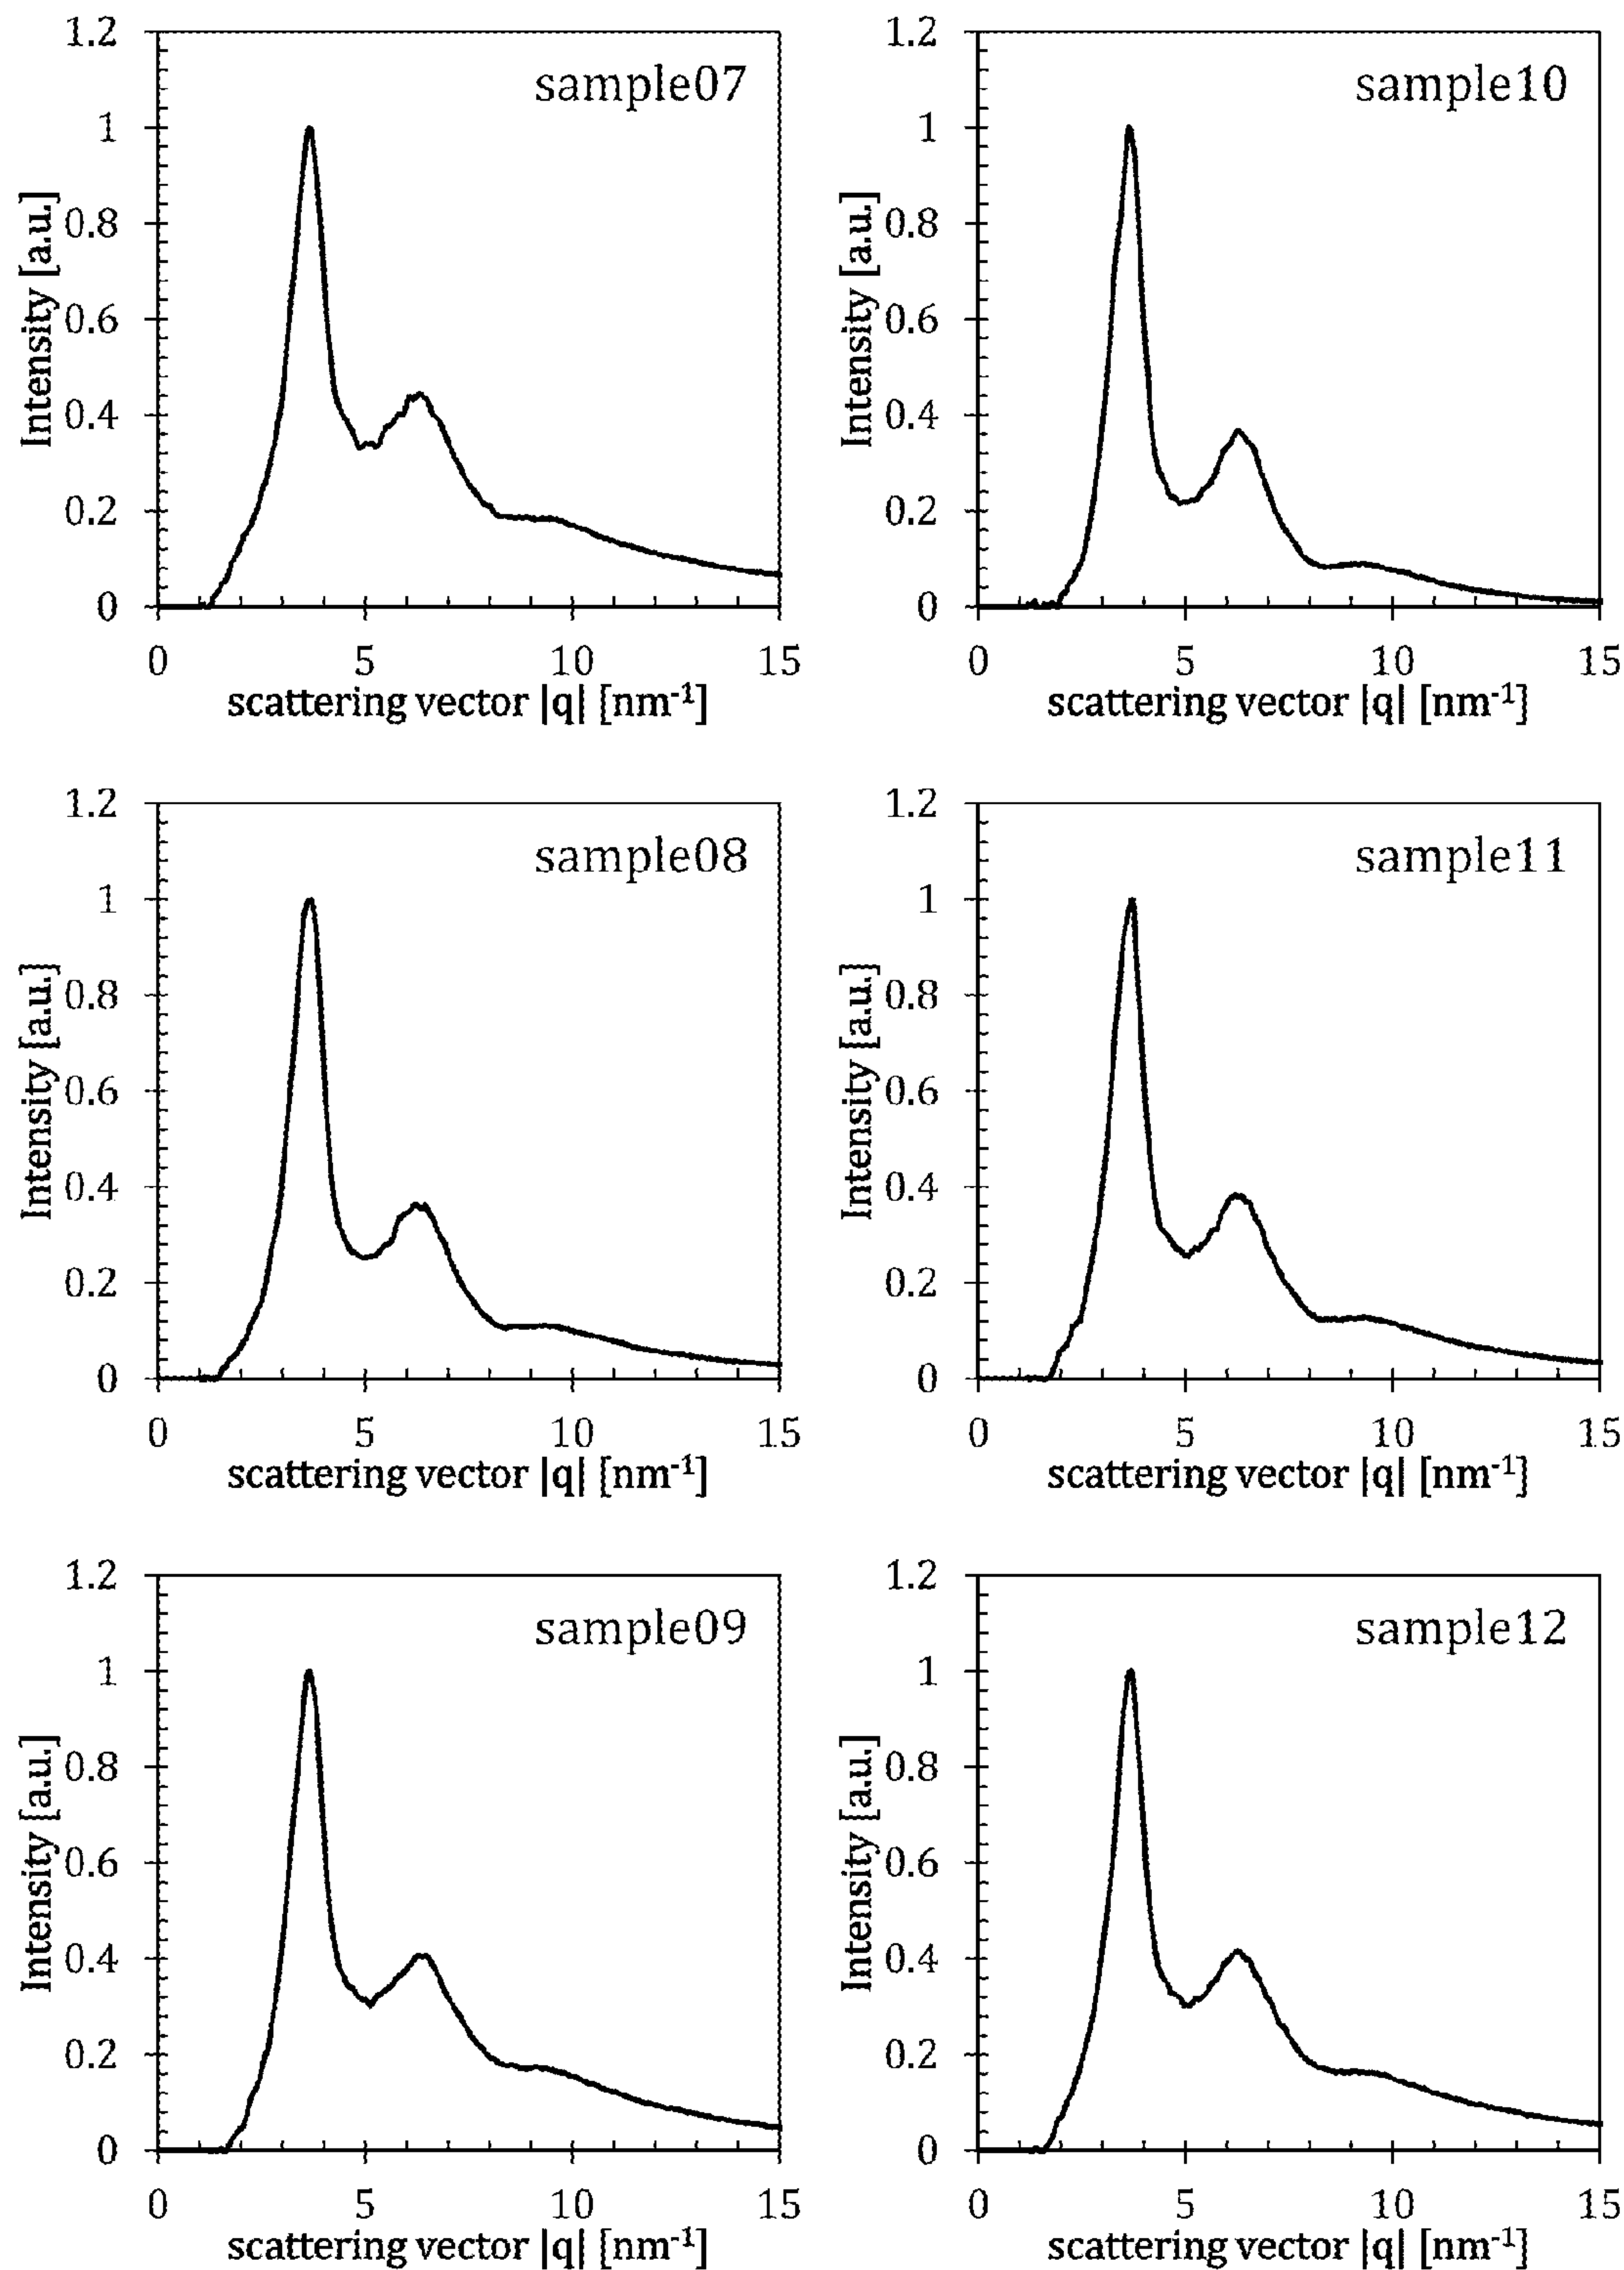 sample07
Intensity [a.u.]
1.2
1
0.8
0.6
0.4
0.2
0
0 5 10 15
scattering vector |q| [nm-1]
sample10
Intensity [a.u.]
1.2
1
0.8
0.6
0.4
0.2
0
0 5 10 15
scattering vector |q| [nm-1]
sample08
Intensity [a.u.]
1.2
1
0.8
0.6
0.4
0.2
0
0 5 10 15
scattering vector |q| [nm-1]
sample11
Intensity [a.u.]
1.2
1
0.8
0.6
0.4
0.2
0
0 5 10 15
scattering vector |q| [nm-1]
sample09
Intensity [a.u.]
1.2
1
0.8
0.6
0.4
0.2
0
0 5 10 15
scattering vector |q| [nm-1]
sample12
Intensity [a.u.]
1.2
1
0.8
0.6
0.4
0.2
0
0 5 10 15
scattering vector |q| [nm-1]